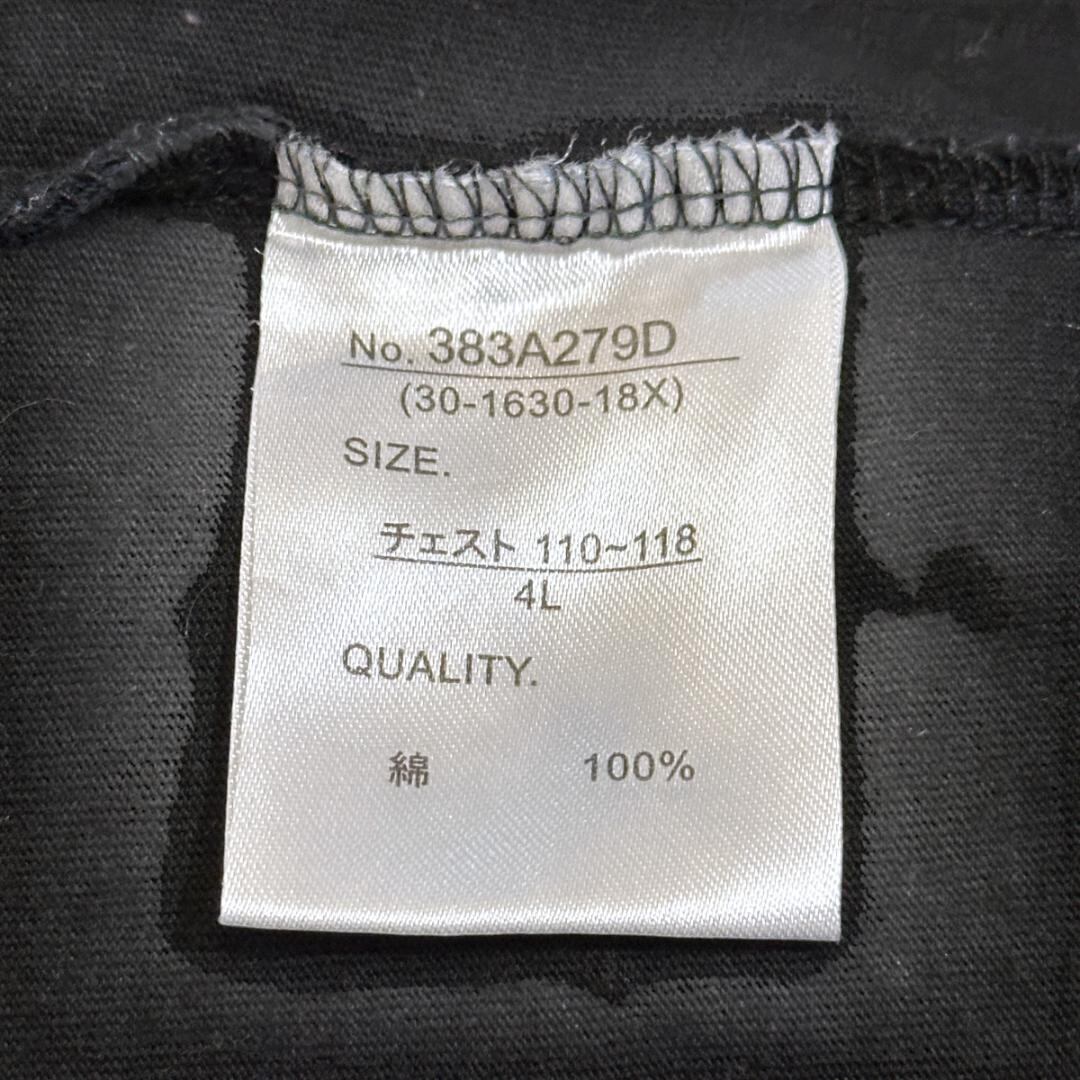 No. 383A279D
(30-1630-18X)
SIZE.
チェスト 110~118
4L
QUALITY.
綿 100%